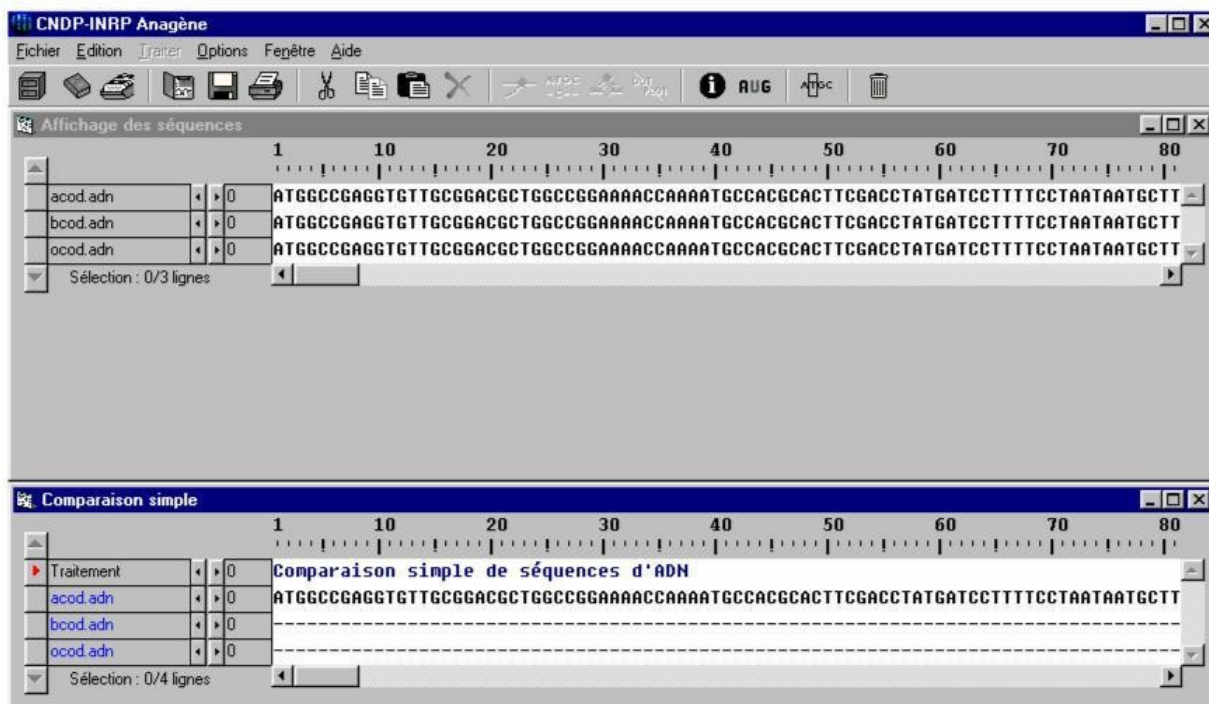 CNDP-INRP Anagène
Fichier Edition Traiter Options Fenêtre Aide
AUG
Affichage des séquences
1 10 20 30 40 50 60 70 80
acod.adn 0 ATGGCCGAGGTGTTGCGGACGCTGGCCGGAAAACCAAAATGCCACGCACTTCGACCTATGATCCTTTTCCTAATAATGCTT
bcod.adn 0 ATGGCCGAGGTGTTGCGGACGCTGGCCGGAAAACCAAAATGCCACGCACTTCGACCTATGATCCTTTTCCTAATAATGCTT
ocod.adn 0 ATGGCCGAGGTGTTGCGGACGCTGGCCGGAAAACCAAAATGCCACGCACTTCGACCTATGATCCTTTTCCTAATAATGCTT
Sélection : 0/3 lignes
Comparaison simple
1 10 20 30 40 50 60 70 80
Traitement 0 Comparaison simple de séquences d'ADN
acod.adn 0 ATGGCCGAGGTGTTGCGGACGCTGGCCGGAAAACCAAAATGCCACGCACTTCGACCTATGATCCTTTTCCTAATAATGCTT
bcod.adn 0 ---------------------------------------------------------------------------------
ocod.adn 0 ---------------------------------------------------------------------------------
Sélection : 0/4 lignes